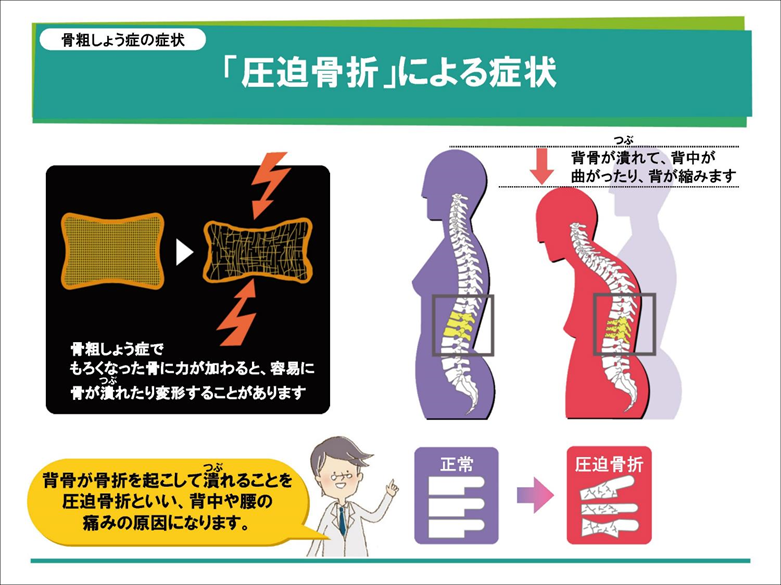 骨粗しょう症の症状
「圧迫骨折」による症状
つぶ
背骨が潰れて、背中が
曲がったり、背が縮みます
骨粗しょう症で
もろくなった骨に力が加わると、容易に
つぶ
骨が潰れたり変形することがあります
つぶ
背骨が骨折を起こして潰れることを
圧迫骨折といい、背中や腰の
痛みの原因になります。
正常
圧迫骨折